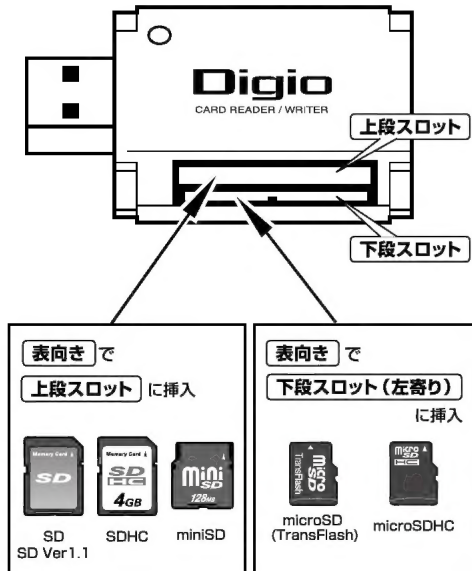 Digio
CARD READER / WRITER
上段スロット
下段スロット
表向き で
上段スロット に挿入
Memory Card
SD
Memory Card
SD
HC
4GB
Mini
SD
128MB
SD
SD Ver1.1
SDHC
miniSD
表向き で
下段スロット（左寄り）
に挿入
Micro
SD
TransFlash
Micro
SD
HC
microSD
(TransFlash)
microSDHC